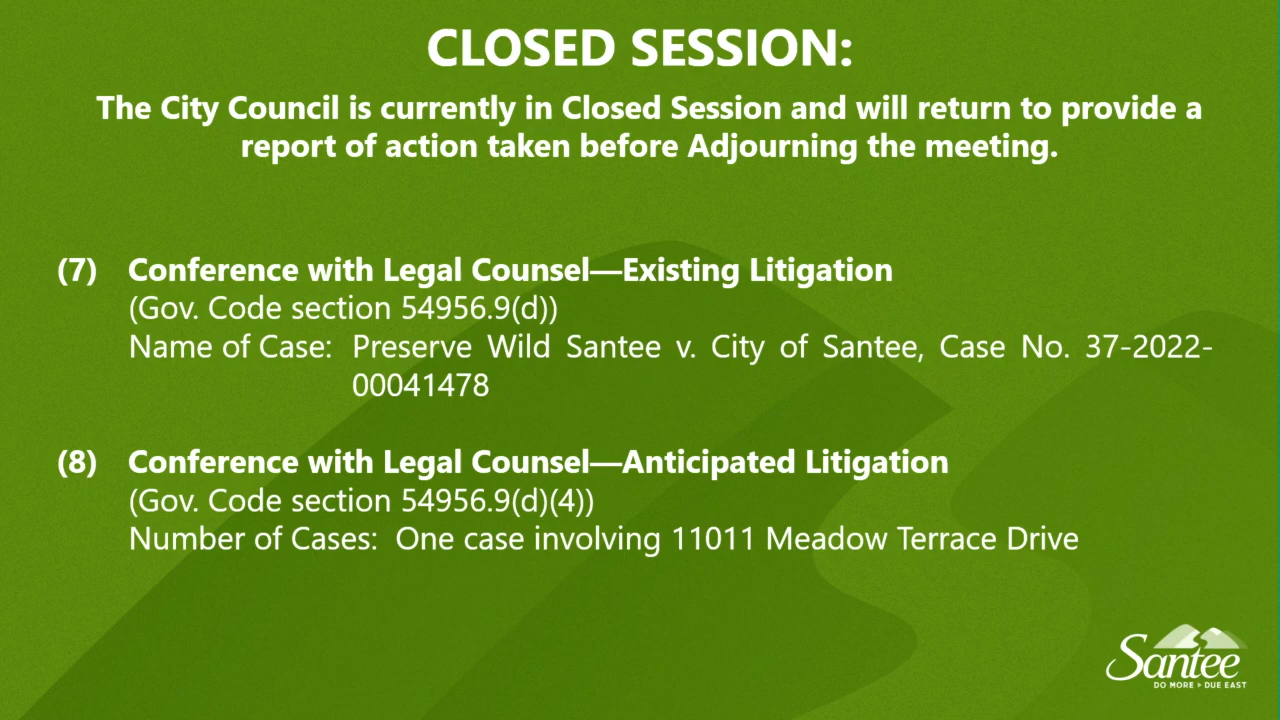 CLOSED SESSION:
The City Council is currently in Closed Session and will return to provide a
report of action taken before Adjourning the meeting.
(7) Conference with Legal Counsel—Existing Litigation
(Gov. Code section 54956.9(d))
Name of Case: Preserve Wild Santee v. City of Santee, Case No. 37-2022-
00041478
(8) Conference with Legal Counsel—Anticipated Litigation
(Gov. Code section 54956.9(d)(4))
Number of Cases: One case involving 11011 Meadow Terrace Drive
Santee
DO MORE ▸ DUE EAST